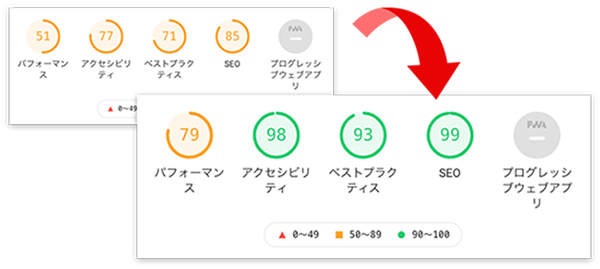 51 77 71 85 PWA
パフォーマン アクセシビリ ベストプラク SEO プログレッシ
ス ティ ティス ブウェブアプ
リ
▲ 0〜49
79 98 93 99 PWA
パフォーマン アクセシビリ ベストプラク SEO プログレッシ
ス ティ ティス ブウェブアプ
リ
▲ 0〜49 ■ 50〜89 ● 90〜100